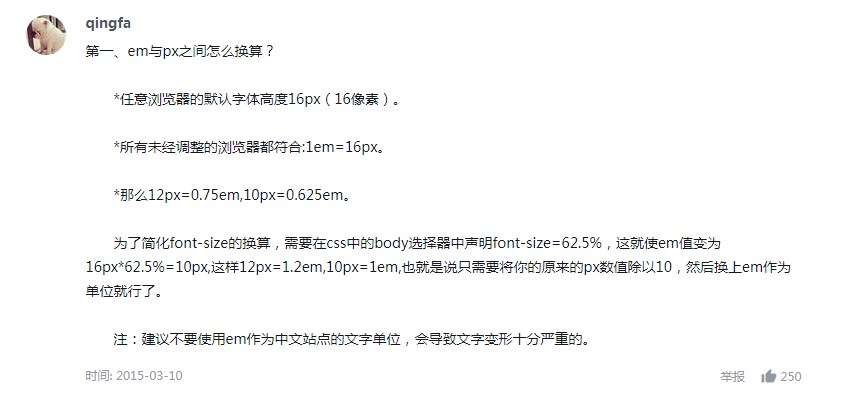 qingfa
第一、em与px之间怎么换算？
*任意浏览器的默认字体高度16px（16像素）。
*所有未经调整的浏览器都符合:1em=16px。
*那么12px=0.75em,10px=0.625em。
为了简化font-size的换算，需要在css中的body选择器中声明font-size=62.5%，这就使em值变为
16px*62.5%=10px,这样12px=1.2em,10px=1em,也就是说只需要将你的原来的px数值除以10，然后换上em作为
单位就行了。
注：建议不要使用em作为中文站点的文字单位，会导致文字变形十分严重的。
时间: 2015-03-10 举报 250